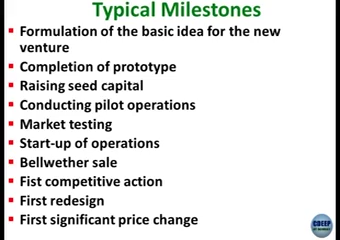 Typical Milestones
Formulation of the basic idea for the new
venture
Completion of prototype
Raising seed capital
Conducting pilot operations
Market testing
Start-up of operations
Bellwether sale
Fist competitive action
First redesign
First significant price change
CDEEP